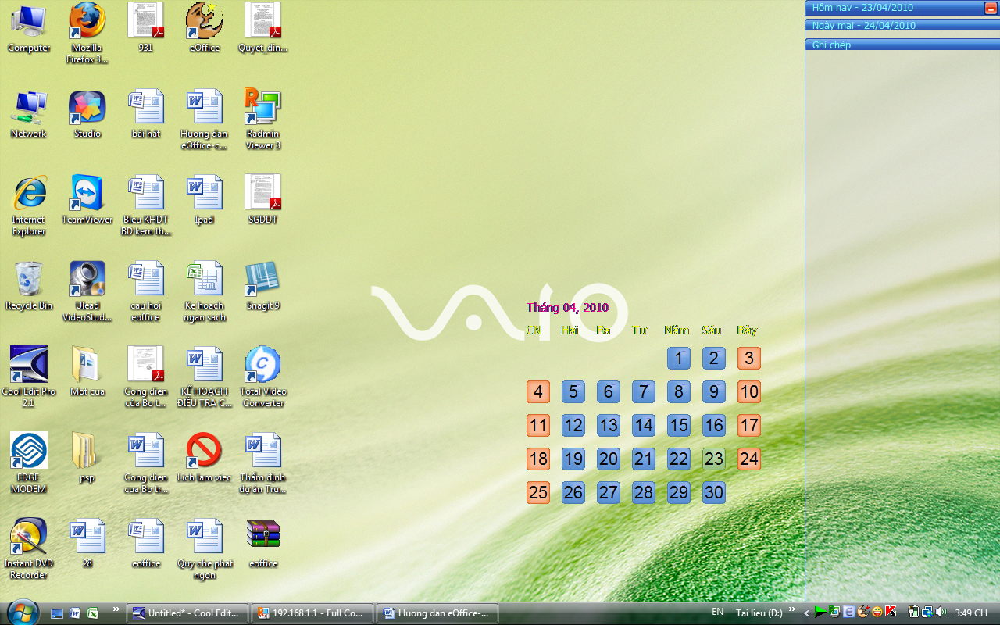 Computer
Mozilla
Firefox 3...
931
eOffice
Quyet_din...
Network
Studio
bài hát
Huong dan
eOffice-c...
Radmin
Viewer 3
Internet
Explorer
TeamViewer
Bieu KHDT
BD kem th...
Ipad
SGDDT
Recycle Bin
Ulead
VideoStud...
cau hoi
eoffice
Ke hoach
ngan sach
Snagit 9
Cool Edit Pro
2.1
Mot cua
Cong dien
của Bo t...
KẾ HOẠCH
ĐIỀU TRA C...
Total Video
Converter
EDGE
MODEM
psp
Cong dien
cua Bo tr...
Lich lam viec
Thẩm định
dự án Tru...
Instant DVD
Recorder
28
eoffice
Quy che phat
ngon
eoffice
VAIO
Tháng 04, 2010
CN Hai Ba Tư Năm Sáu Bảy
1 2 3
4 5 6 7 8 9 10
11 12 13 14 15 16 17
18 19 20 21 22 23 24
25 26 27 28 29 30
Hôm nay - 23/04/2010
Ngày mai - 24/04/2010
Ghi chép
Untitled* - Cool Edit...
192.168.1.1 - Full Co...
Huong dan eOffice-...
EN
Tai lieu (D:)
3:49 CH